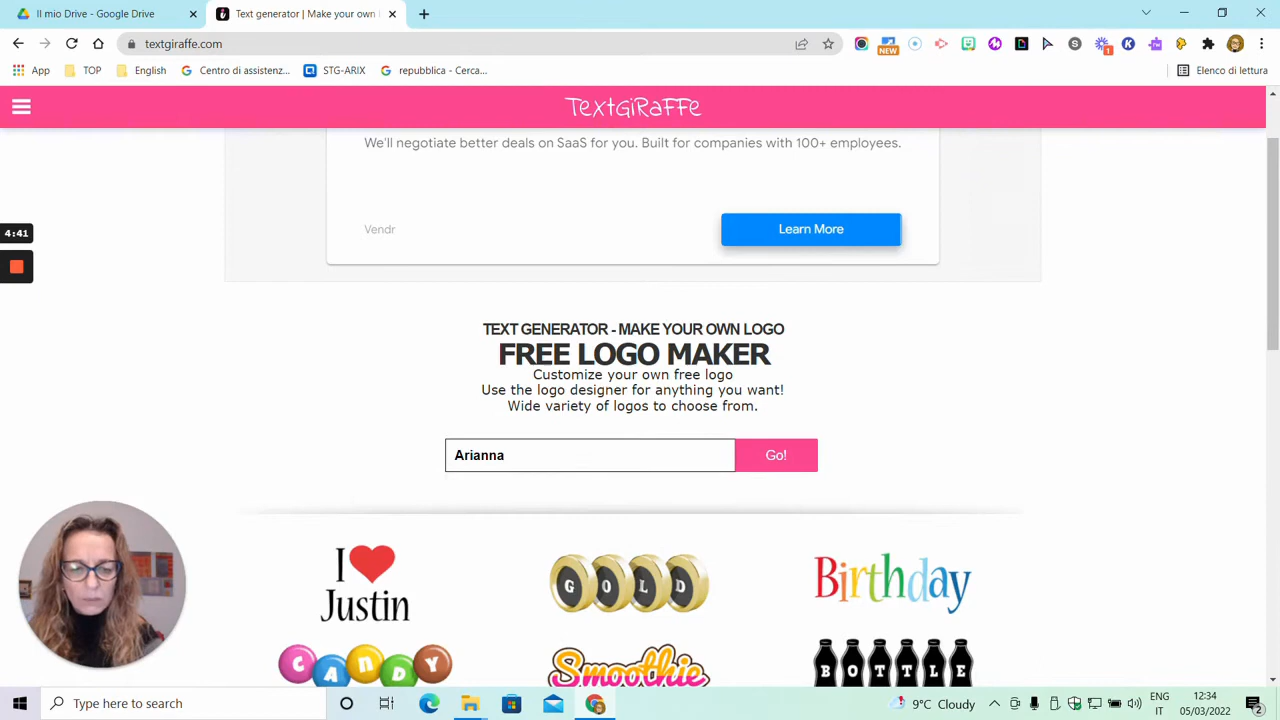 Il mio Drive - Google Drive
Text generator | Make your own
textgiraffe.com
NEW
1
App
TOP
English
Centro di assistenz...
STG-ARIX
repubblica - Cerca...
Elenco di lettura
TextGiRaFFe
We'll negotiate better deals on SaaS for you. Built for companies with 100+ employees.
Vendr
Learn More
4:41
TEXT GENERATOR - MAKE YOUR OWN LOGO
FREE LOGO MAKER
Customize your own free logo
Use the logo designer for anything you want!
Wide variety of logos to choose from.
Arianna
Go!
I
Justin
GOLD
Birthday
CANDY
Smoothie
BOTTLE
Type here to search
9°C Cloudy
ENG
IT
12:34
05/03/2022
2